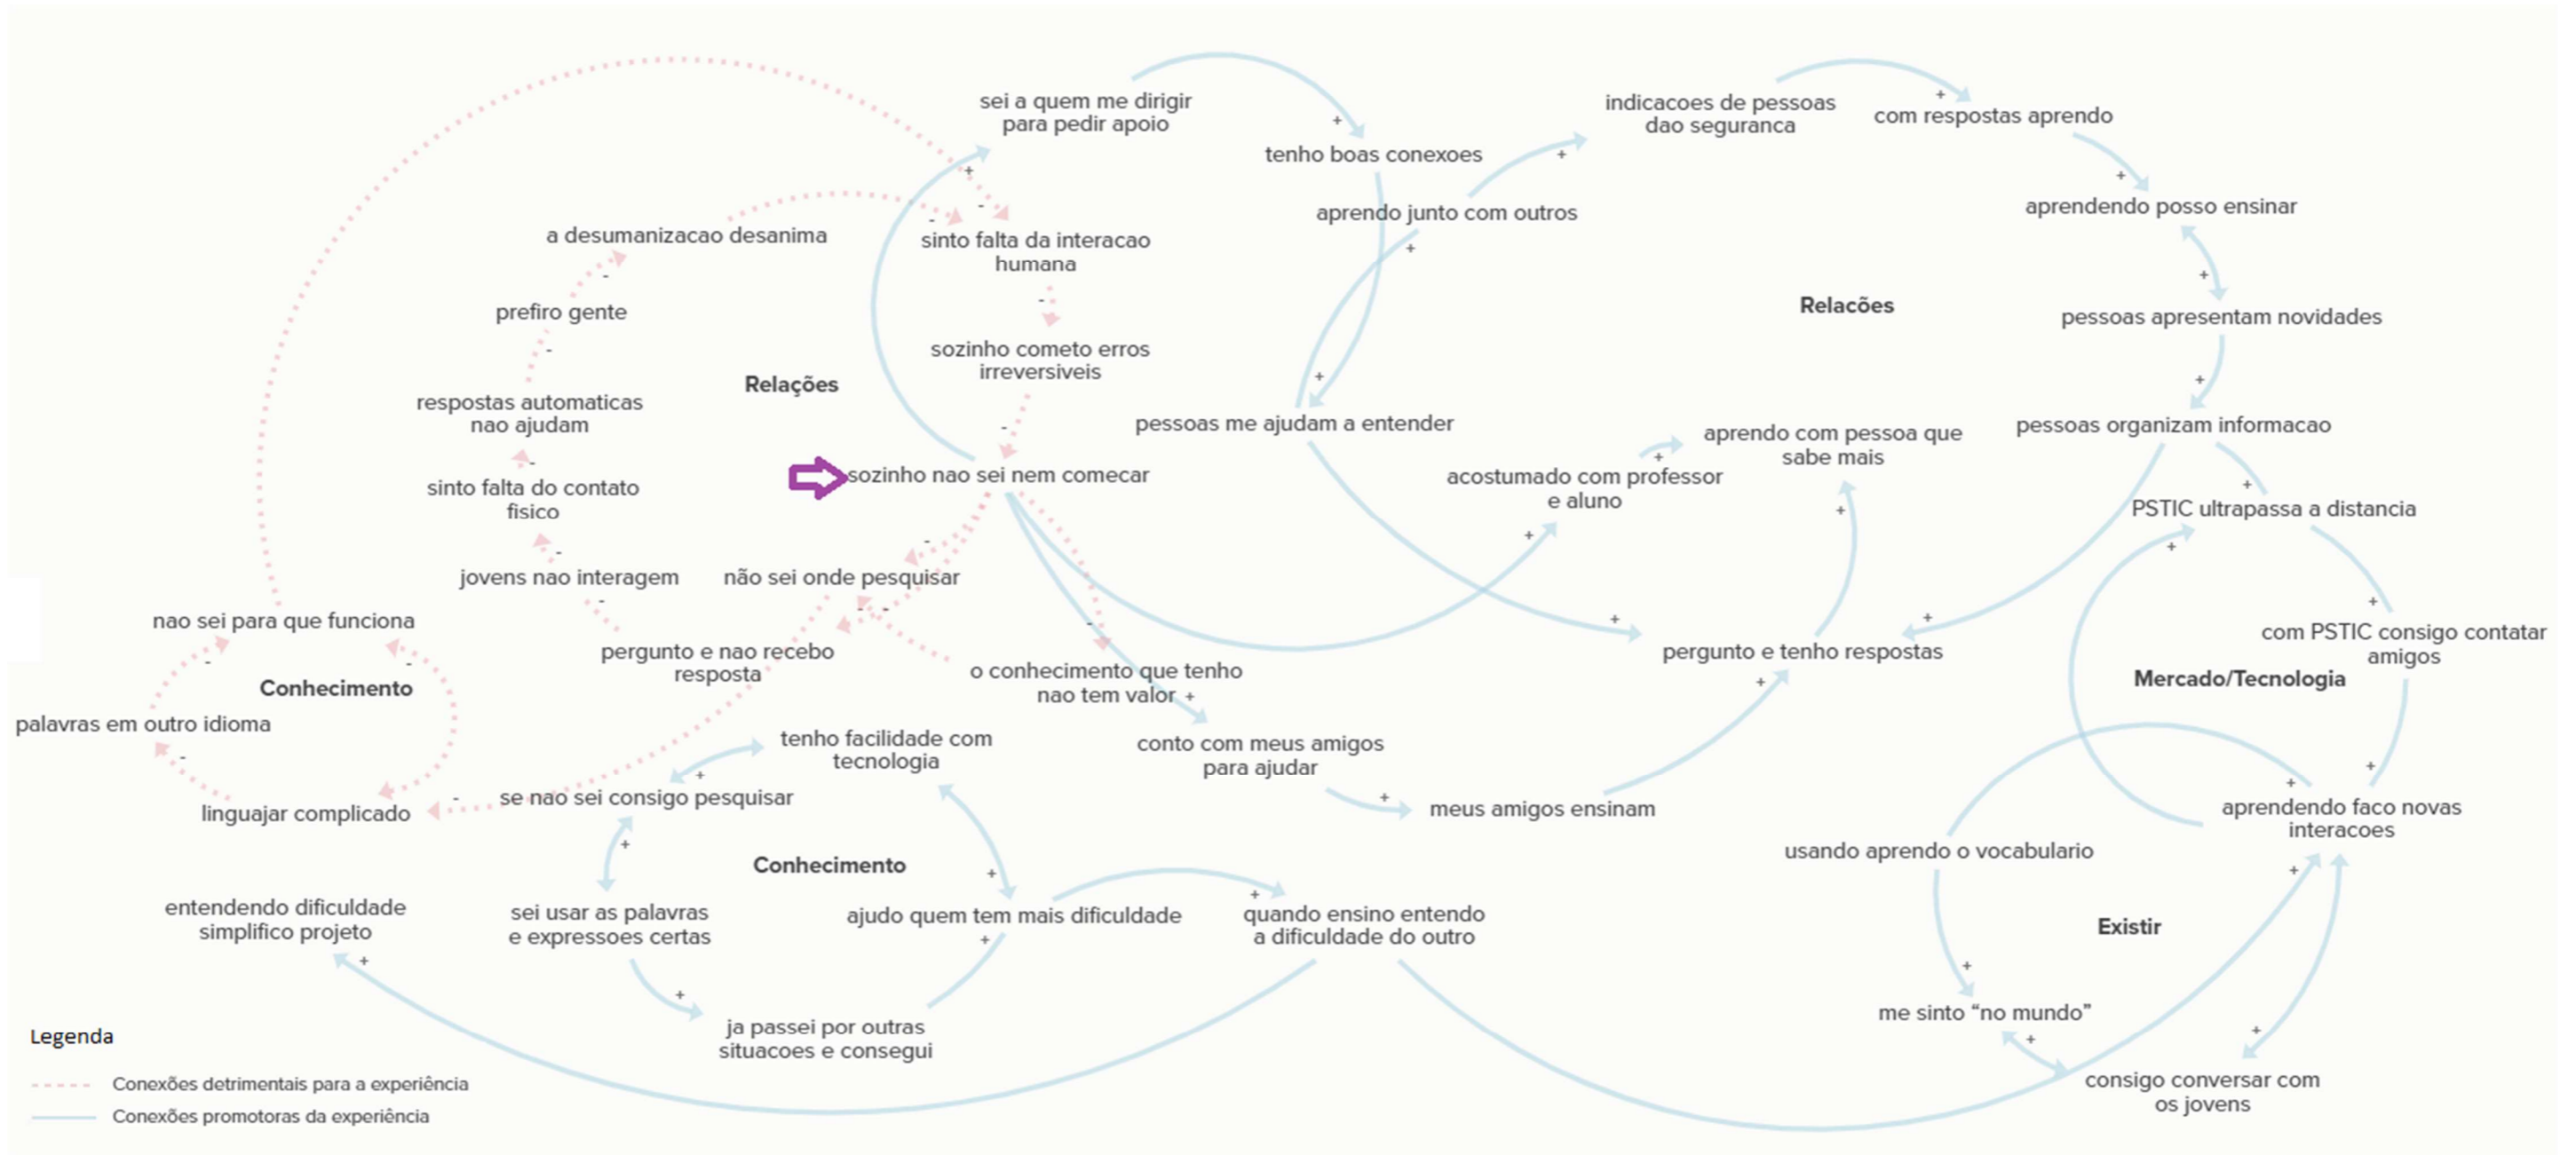 sei a quem me dirigir
para pedir apoio
tenho boas conexoes
indicacoes de pessoas
dao seguranca
com respostas aprendo
aprendo junto com outros
aprendendo posso ensinar
a desumanizacao desanima
sinto falta da interacao
humana
prefiro gente
Relacões
pessoas apresentam novidades
sozinho cometo erros
irreversiveis
Relações
respostas automaticas
nao ajudam
pessoas me ajudam a entender
aprendo com pessoa que
sabe mais
pessoas organizam informacao
sozinho nao sei nem comecar
acostumado com professor
e aluno
sinto falta do contato
fisico
PSTIC ultrapassa a distancia
jovens nao interagem
não sei onde pesquisar
nao sei para que funciona
pergunto e nao recebo
resposta
o conhecimento que tenho
nao tem valor
pergunto e tenho respostas
com PSTIC consigo contatar
amigos
Conhecimento
Mercado/Tecnologia
palavras em outro idioma
tenho facilidade com
tecnologia
conto com meus amigos
para ajudar
se nao sei consigo pesquisar
linguajar complicado
meus amigos ensinam
aprendendo faco novas
interacoes
usando aprendo o vocabulario
Conhecimento
entendendo dificuldade
simplifico projeto
sei usar as palavras
e expressoes certas
ajudo quem tem mais dificuldade
quando ensino entendo
a dificuldade do outro
Existir
me sinto “no mundo”
ja passei por outras
situacoes e consegui
consigo conversar com
os jovens
Legenda
Conexões detrimentais para a experiência
Conexões promotoras da experiência